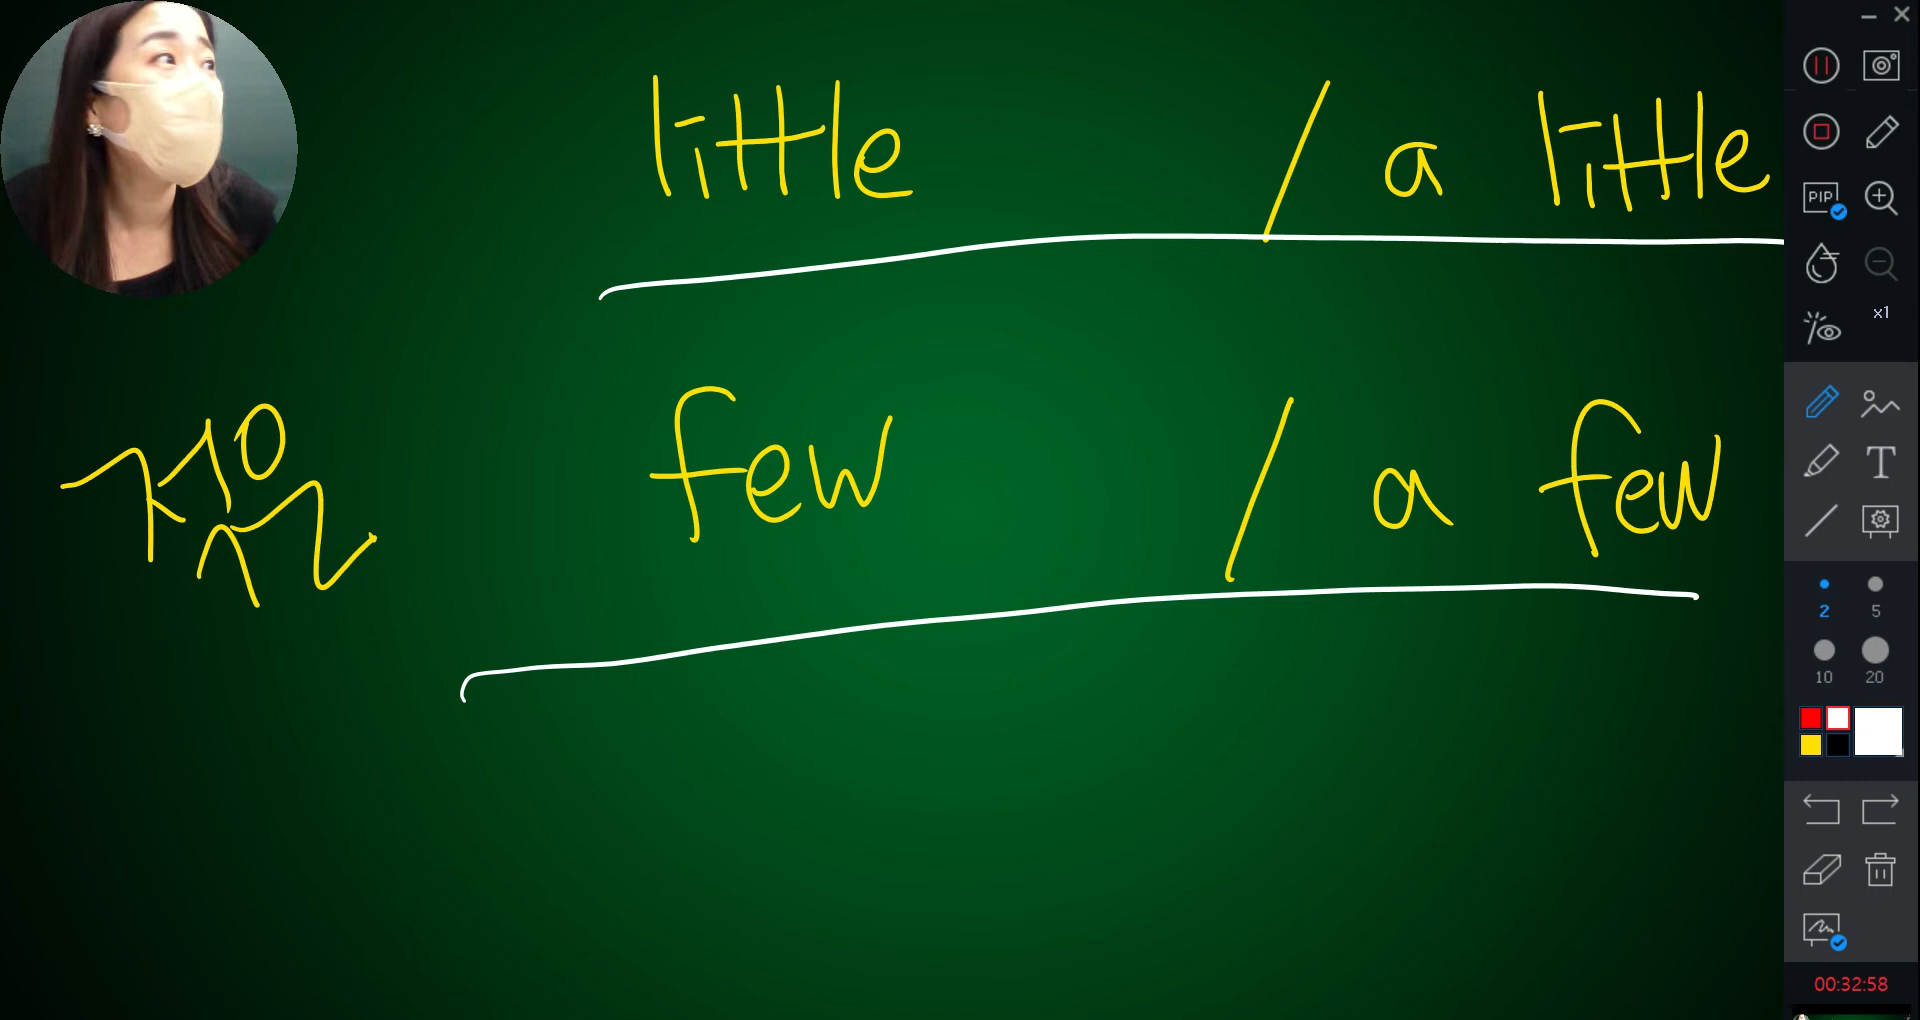 little / a little
few / a few
PIP
x1
T
2 5
10 20
00:32:58